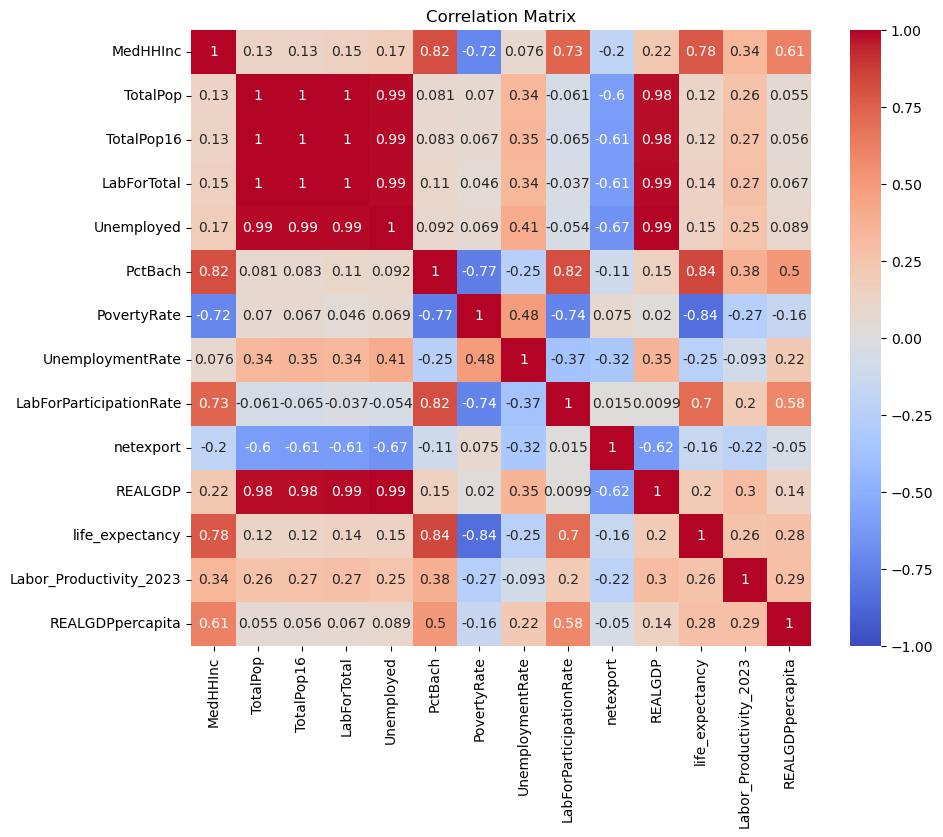 Correlation Matrix
MedHHInc 1 0.13 0.13 0.15 0.17 0.82 -0.72 0.076 0.73 -0.2 0.22 0.78 0.34 0.61
TotalPop 0.13 1 1 1 0.99 0.081 0.07 0.34 -0.061 -0.6 0.98 0.12 0.26 0.055
TotalPop16 0.13 1 1 1 0.99 0.083 0.067 0.35 -0.065 -0.61 0.98 0.12 0.27 0.056
LabForTotal 0.15 1 1 1 0.99 0.11 0.046 0.34 -0.037 -0.61 0.99 0.14 0.27 0.067
Unemployed 0.17 0.99 0.99 0.99 1 0.092 0.069 0.41 -0.054 -0.67 0.99 0.15 0.25 0.089
PctBach 0.82 0.081 0.083 0.11 0.092 1 -0.77 -0.25 0.82 -0.11 0.15 0.84 0.38 0.5
PovertyRate -0.72 0.07 0.067 0.046 0.069 -0.77 1 0.48 -0.74 0.075 0.02 -0.84 -0.27 -0.16
UnemploymentRate 0.076 0.34 0.35 0.34 0.41 -0.25 0.48 1 -0.37 -0.32 0.35 -0.25 -0.093 0.22
LabForParticipationRate 0.73 -0.061 -0.065 -0.037 -0.054 0.82 -0.74 -0.37 1 0.015 0.0099 0.7 0.2 0.58
netexport -0.2 -0.6 -0.61 -0.61 -0.67 -0.11 0.075 -0.32 0.015 1 -0.62 -0.16 -0.22 -0.05
REALGDP 0.22 0.98 0.98 0.99 0.99 0.15 0.02 0.35 0.0099 -0.62 1 0.2 0.3 0.14
life_expectancy 0.78 0.12 0.12 0.14 0.15 0.84 -0.84 -0.25 0.7 -0.16 0.2 1 0.26 0.28
Labor_Productivity_2023 0.34 0.26 0.27 0.27 0.25 0.38 -0.27 -0.093 0.2 -0.22 0.3 0.26 1 0.29
REALGDPpercapita 0.61 0.055 0.056 0.067 0.089 0.5 -0.16 0.22 0.58 -0.05 0.14 0.28 0.29 1
MedHHInc
TotalPop
TotalPop16
LabForTotal
Unemployed
PctBach
PovertyRate
UnemploymentRate
LabForParticipationRate
netexport
REALGDP
life_expectancy
Labor_Productivity_2023
REALGDPpercapita
1.00
0.75
0.50
0.25
0.00
−0.25
−0.50
−0.75
−1.00